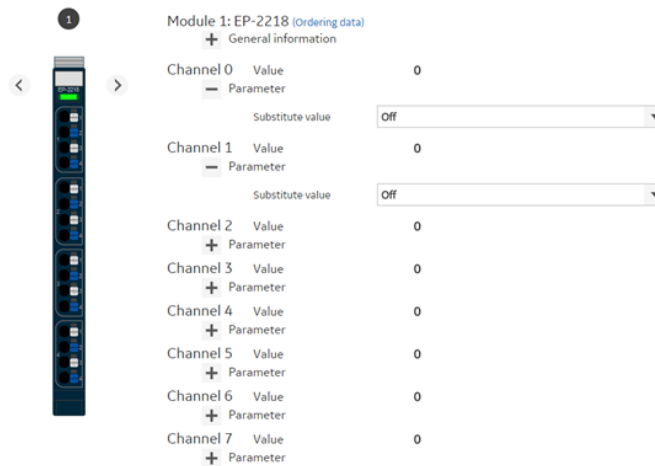 1
Module 1: EP-2218 (Ordering data)
+ General information
EP-2218
Channel 0 Value 0
− Parameter
Substitute value Off
Channel 1 Value 0
− Parameter
Substitute value Off
Channel 2 Value 0
+ Parameter
Channel 3 Value 0
+ Parameter
Channel 4 Value 0
+ Parameter
Channel 5 Value 0
+ Parameter
Channel 6 Value 0
+ Parameter
Channel 7 Value 0
+ Parameter